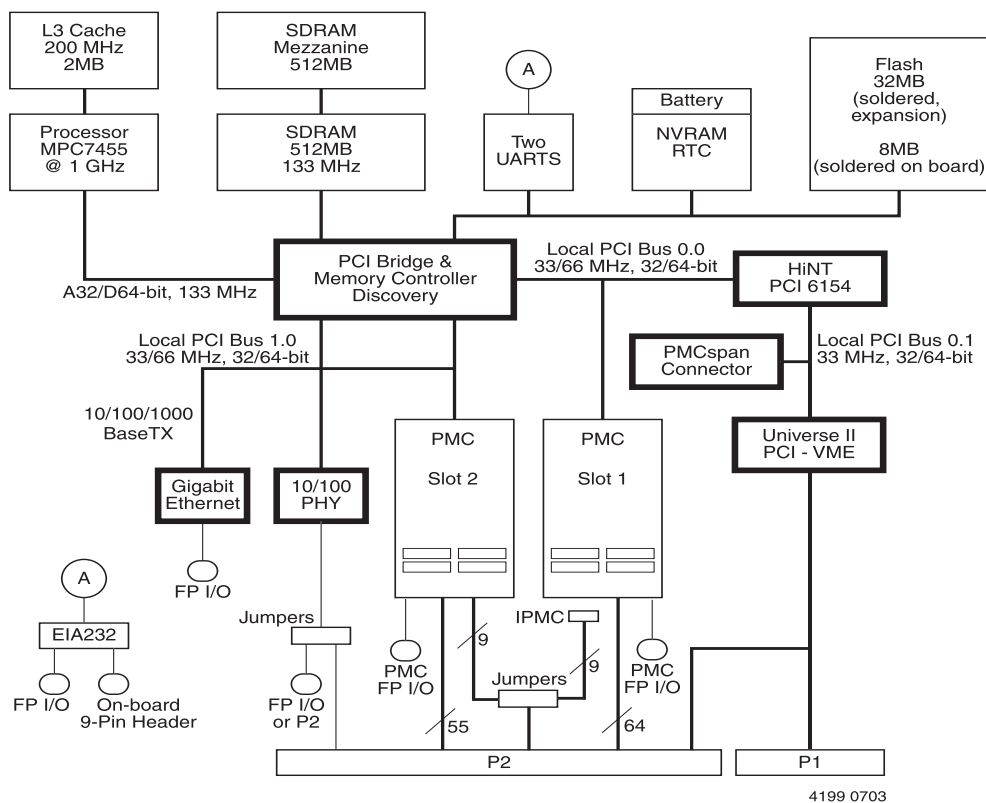 L3 Cache
200 MHz
2MB
SDRAM
Mezzanine
512MB
A
Flash
32MB
(soldered,
expansion)
8MB
(soldered on board)
Battery
NVRAM
RTC
Processor
MPC7455
@ 1 GHz
SDRAM
512MB
133 MHz
Two
UARTS
PCI Bridge &
Memory Controller
Discovery
Local PCI Bus 0.0
33/66 MHz, 32/64-bit
HiNT
PCI 6154
A32/D64-bit, 133 MHz
Local PCI Bus 1.0
33/66 MHz, 32/64-bit
Local PCI Bus 0.1
33 MHz, 32/64-bit
PMCspan
Connector
10/100/1000
BaseTX
PMC
Slot 2
PMC
Slot 1
Universe II
PCI - VME
Gigabit
Ethernet
10/100
PHY
FP I/O
A
EIA232
FP I/O
On-board
9-Pin Header
Jumpers
FP I/O
or P2
PMC
FP I/O
9
IPMC
9
Jumpers
PMC
FP I/O
55
64
P2
P1
4199 0703